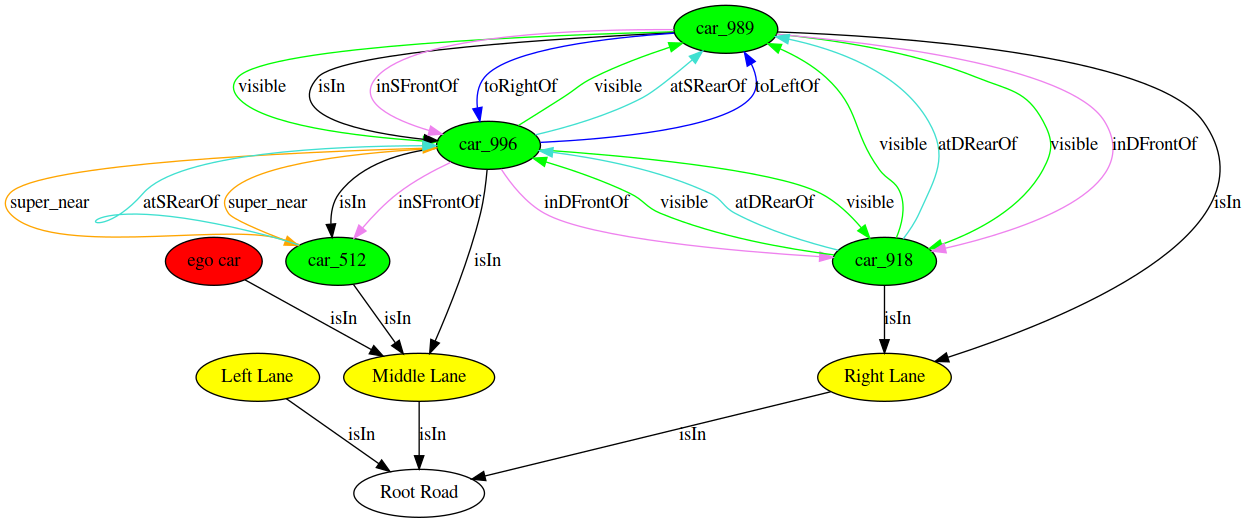 car_989
visible
isIn
inSFrontOf
toRightOf
visible
atSRearOf
toLeftOf
car_996
visible
atDRearOf
visible
inDFrontOf
super_near
atSRearOf
super_near
isIn
inSFrontOf
inDFrontOf
visible
atDRearOf
visible
isIn
ego car
car_512
isIn
car_918
isIn
isIn
isIn
Left Lane
Middle Lane
Right Lane
isIn
isIn
isIn
Root Road